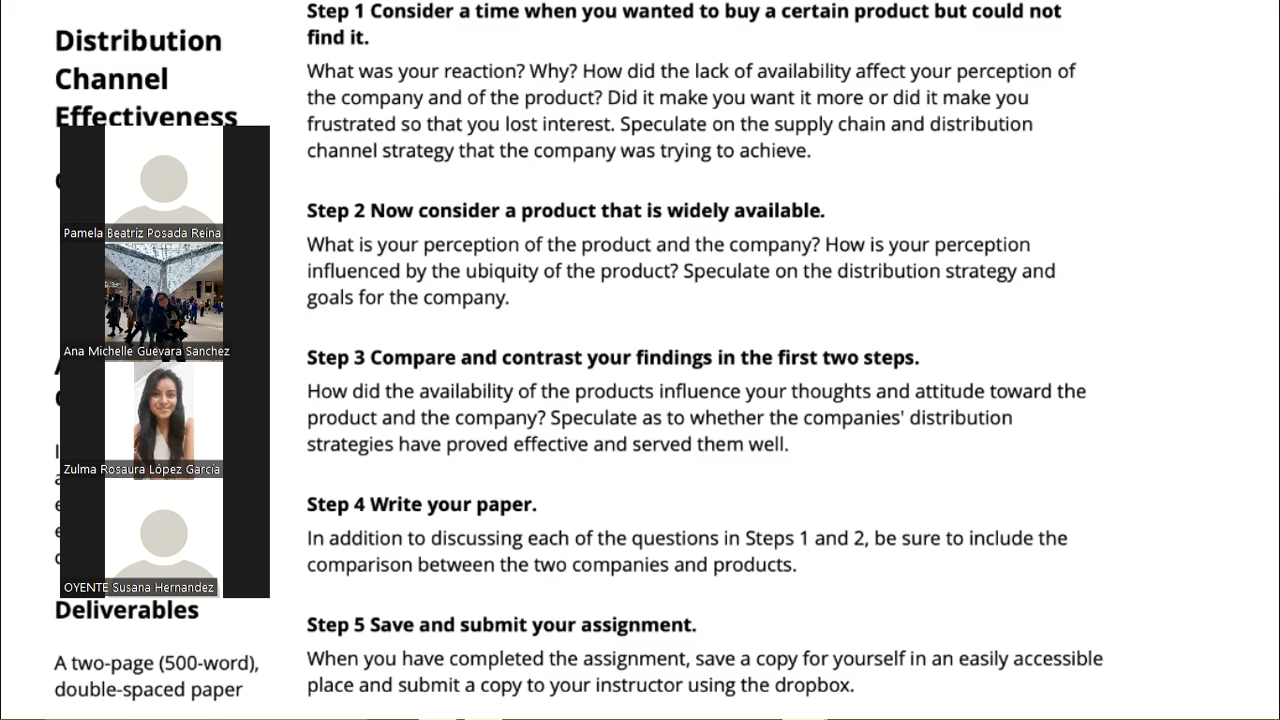 Distribution
Channel
Effectiveness
Pamela Beatriz Posada Reina
Ana Michelle Guevara Sanchez
Zulma Rosaura López García
OYENTE Susana Hernandez
Deliverables
A two-page (500-word),
double-spaced paper
Step 1 Consider a time when you wanted to buy a certain product but could not
find it.
What was your reaction? Why? How did the lack of availability affect your perception of
the company and of the product? Did it make you want it more or did it make you
frustrated so that you lost interest. Speculate on the supply chain and distribution
channel strategy that the company was trying to achieve.
Step 2 Now consider a product that is widely available.
What is your perception of the product and the company? How is your perception
influenced by the ubiquity of the product? Speculate on the distribution strategy and
goals for the company.
Step 3 Compare and contrast your findings in the first two steps.
How did the availability of the products influence your thoughts and attitude toward the
product and the company? Speculate as to whether the companies' distribution
strategies have proved effective and served them well.
Step 4 Write your paper.
In addition to discussing each of the questions in Steps 1 and 2, be sure to include the
comparison between the two companies and products.
Step 5 Save and submit your assignment.
When you have completed the assignment, save a copy for yourself in an easily accessible
place and submit a copy to your instructor using the dropbox.